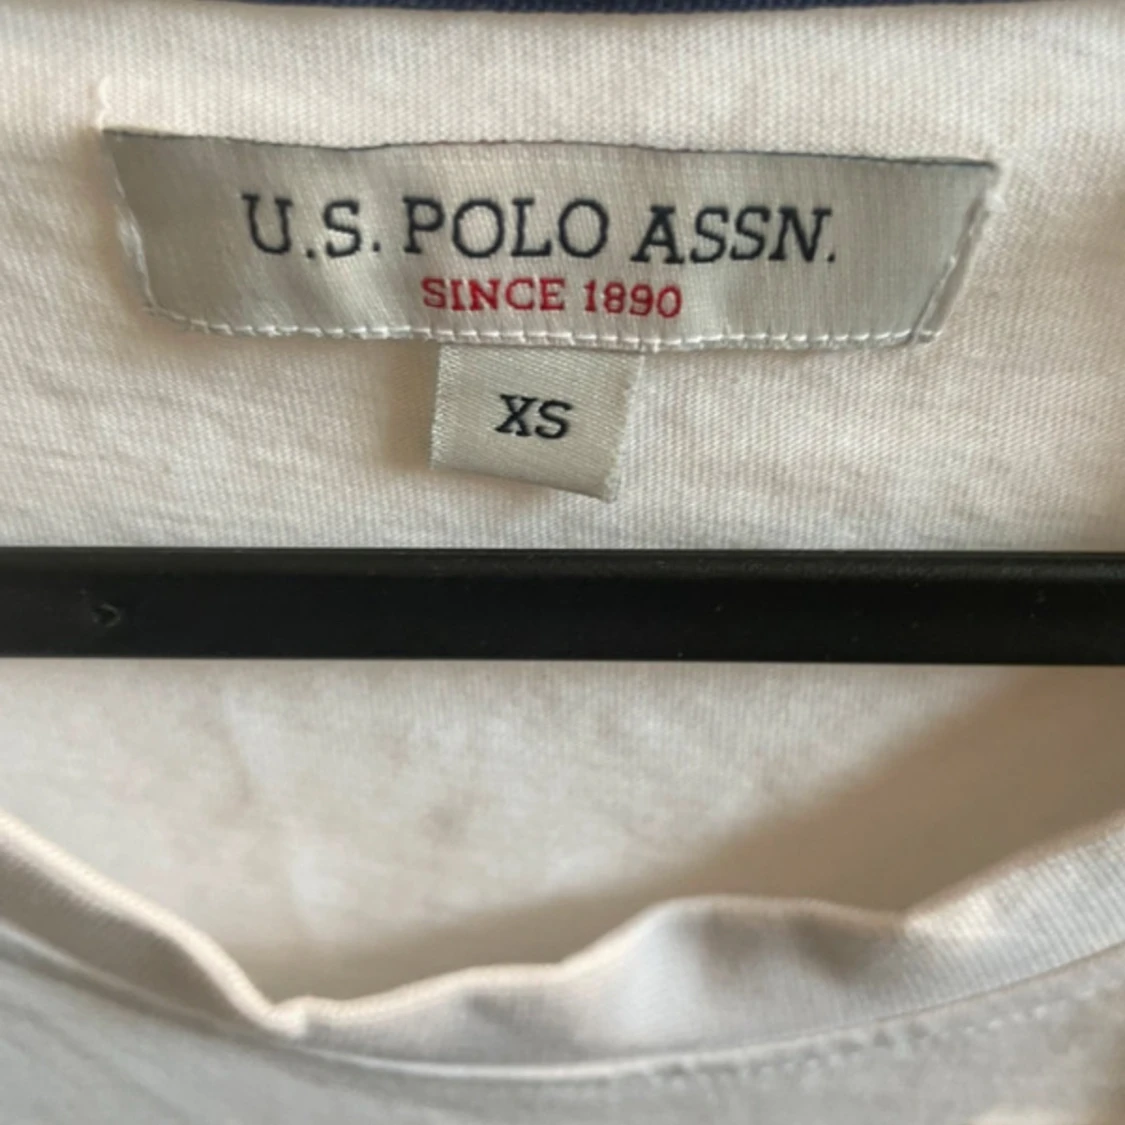 U.S. POLO ASSN.
SINCE 1890
XS